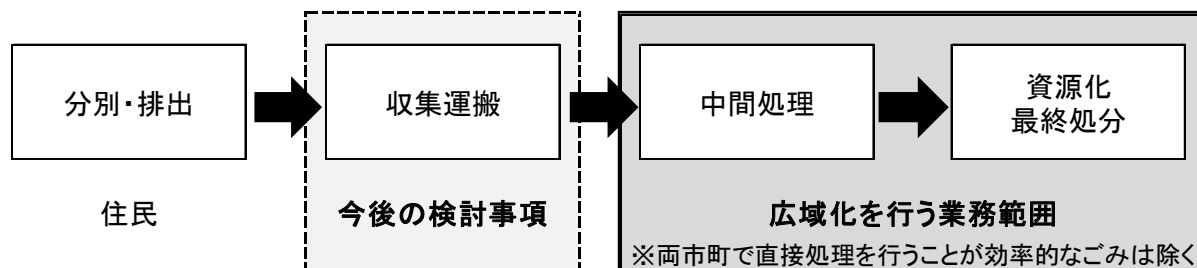 分別・排出
収集運搬
中間処理
資源化
最終処分
住民
今後の検討事項
広域化を行う業務範囲
※両市町で直接処理を行うことが効率的なごみは除く